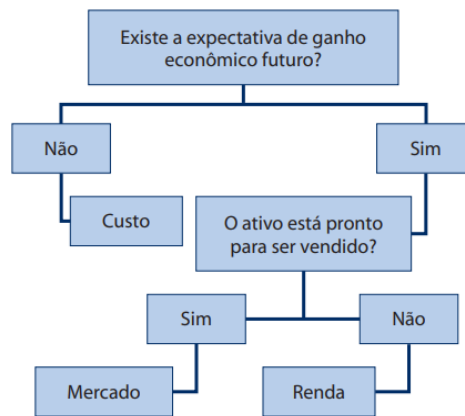 Existe a expectativa de ganho
econômico futuro?
Não
Sim
Custo
O ativo está pronto
para ser vendido?
Sim
Não
Mercado
Renda